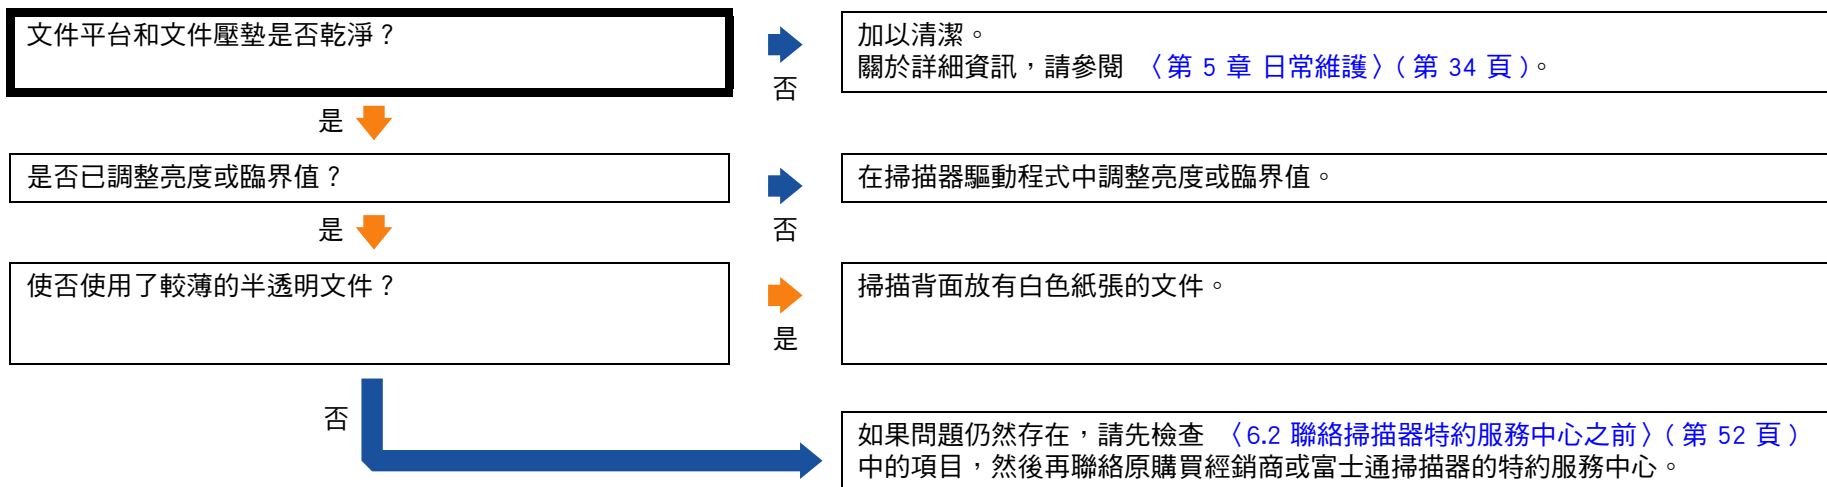 文件平台和文件壓墊是否乾淨？
否
加以清潔。
關於詳細資訊，請參閱 〈第 5 章 日常維護〉( 第 34 頁 )。
是
是否已調整亮度或臨界值？
否
在掃描器驅動程式中調整亮度或臨界值。
是
使否使用了較薄的半透明文件？
是
掃描背面放有白色紙張的文件。
否
如果問題仍然存在，請先檢查 〈6.2 聯絡掃描器特約服務中心之前〉( 第 52 頁 )
中的項目，然後再聯絡原購買經銷商或富士通掃描器的特約服務中心。